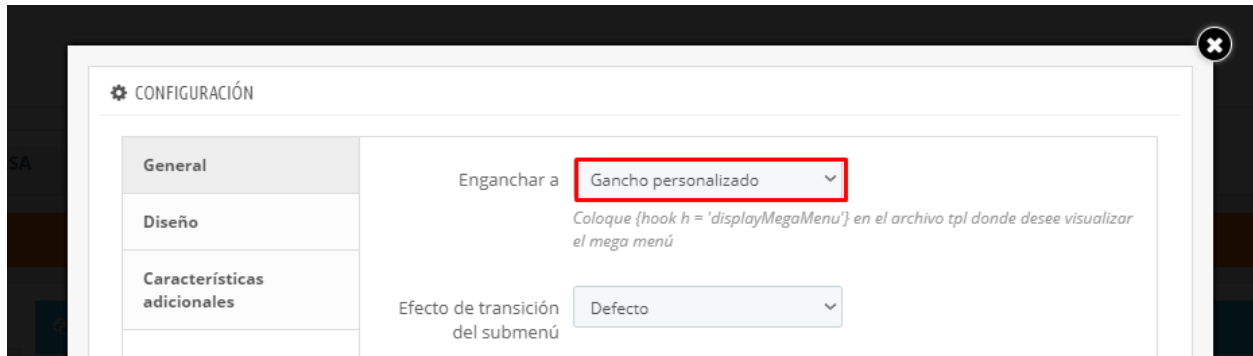 CONFIGURACIÓN
SA
General
Enganchar a
Gancho personalizado
Coloque {hook h = 'displayMegaMenu'} en el archivo tpl donde desee visualizar
el mega menú
Diseño
Características
adicionales
Efecto de transición
del submenú
Defecto